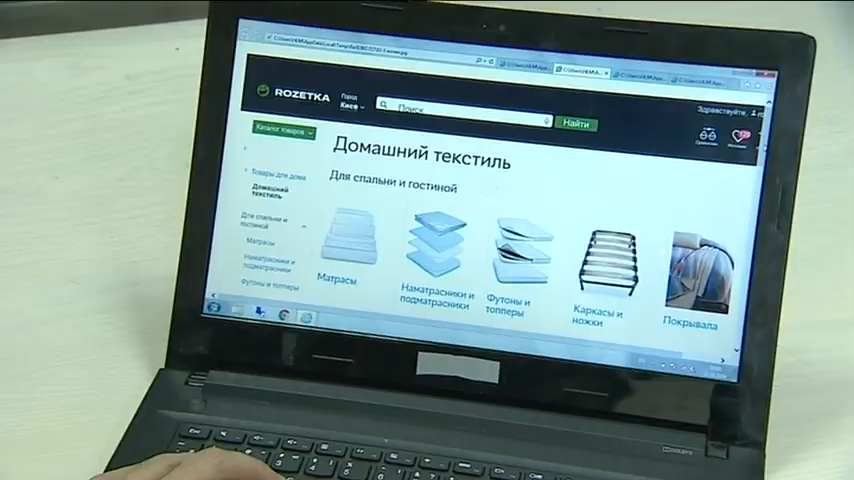 ROZETKA
Город
Киев
Поиск
Найти
Здравствуйте,
Каталог товаров
Домашний текстиль
Для спальни и гостиной
Товары для дома
Домашний
текстиль
Для спальни и
гостиной
Матрасы
Наматрасники и
подматрасники
Футоны и топперы
Матрасы
Наматрасники и
подматрасники
Футоны и
топперы
Каркасы и
ножки
Покрывала